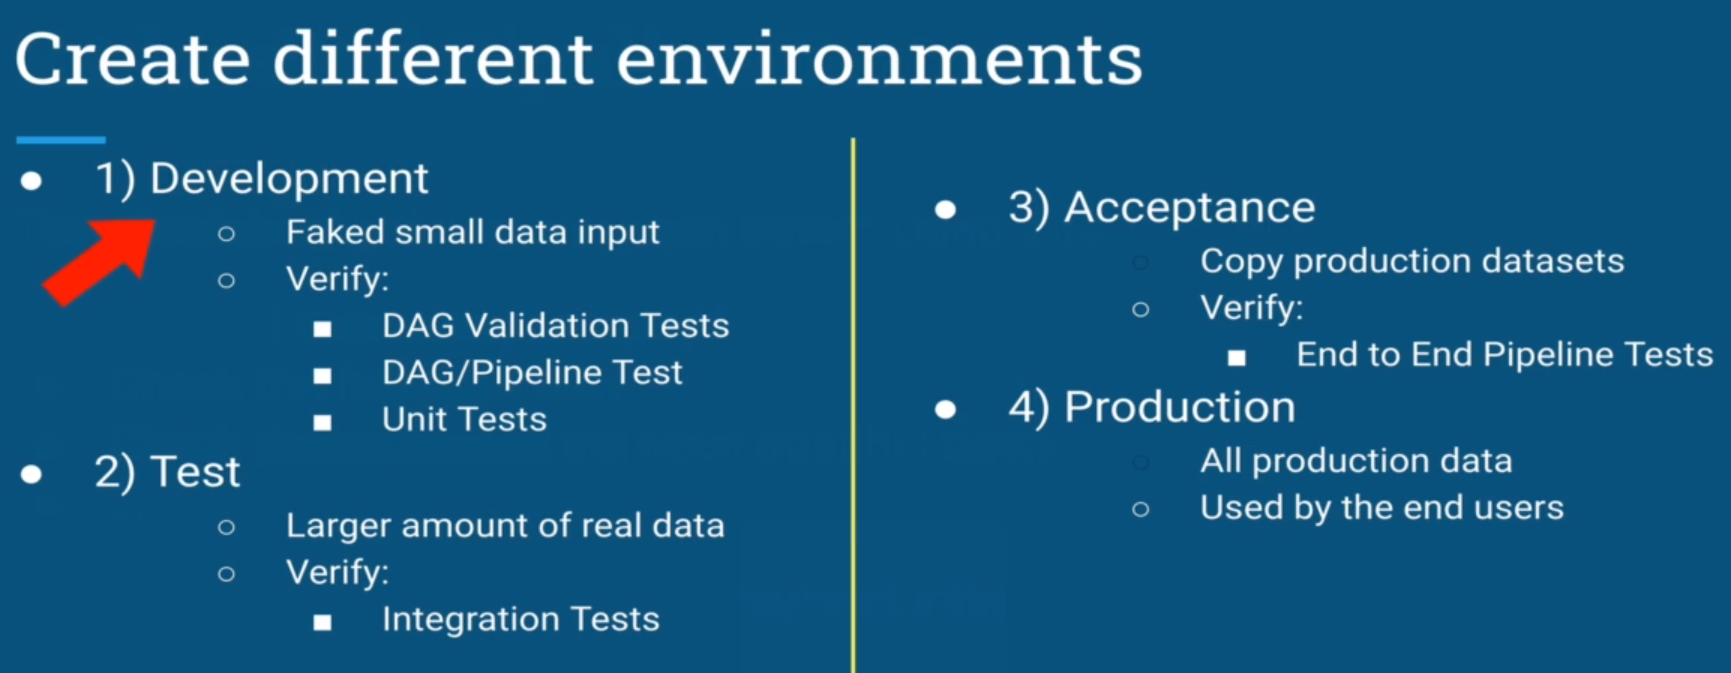 Create different environments
● 1) Development
○ Faked small data input
○ Verify:
■ DAG Validation Tests
■ DAG/Pipeline Test
■ Unit Tests
● 2) Test
○ Larger amount of real data
○ Verify:
■ Integration Tests
● 3) Acceptance
○ Copy production datasets
○ Verify:
■ End to End Pipeline Tests
● 4) Production
○ All production data
○ Used by the end users